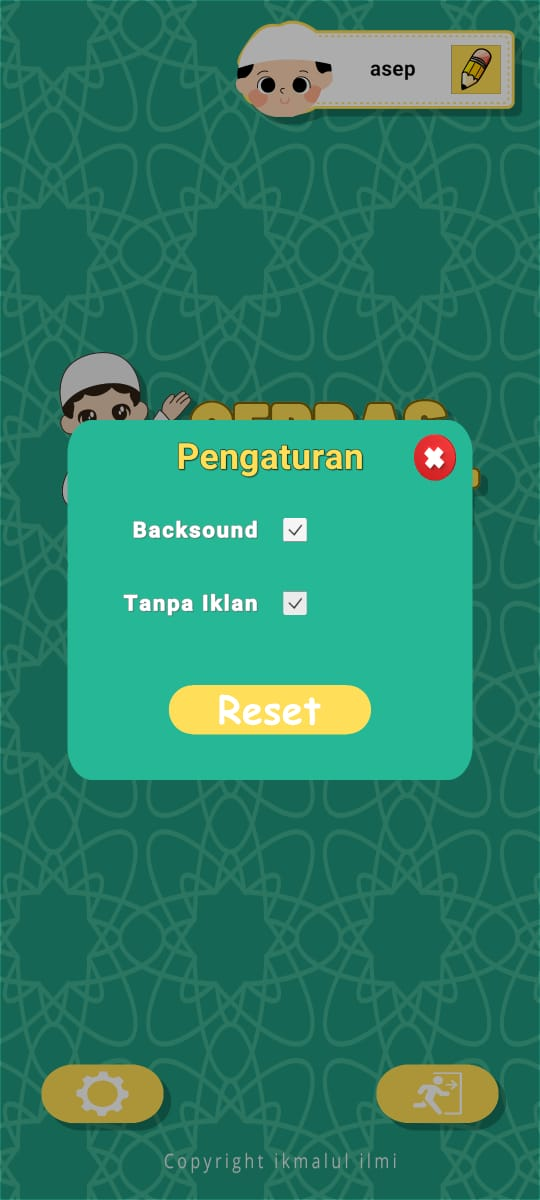 asep
Pengaturan
Backsound
Tanpa Iklan
Reset
Copyright ikmalul ilmi